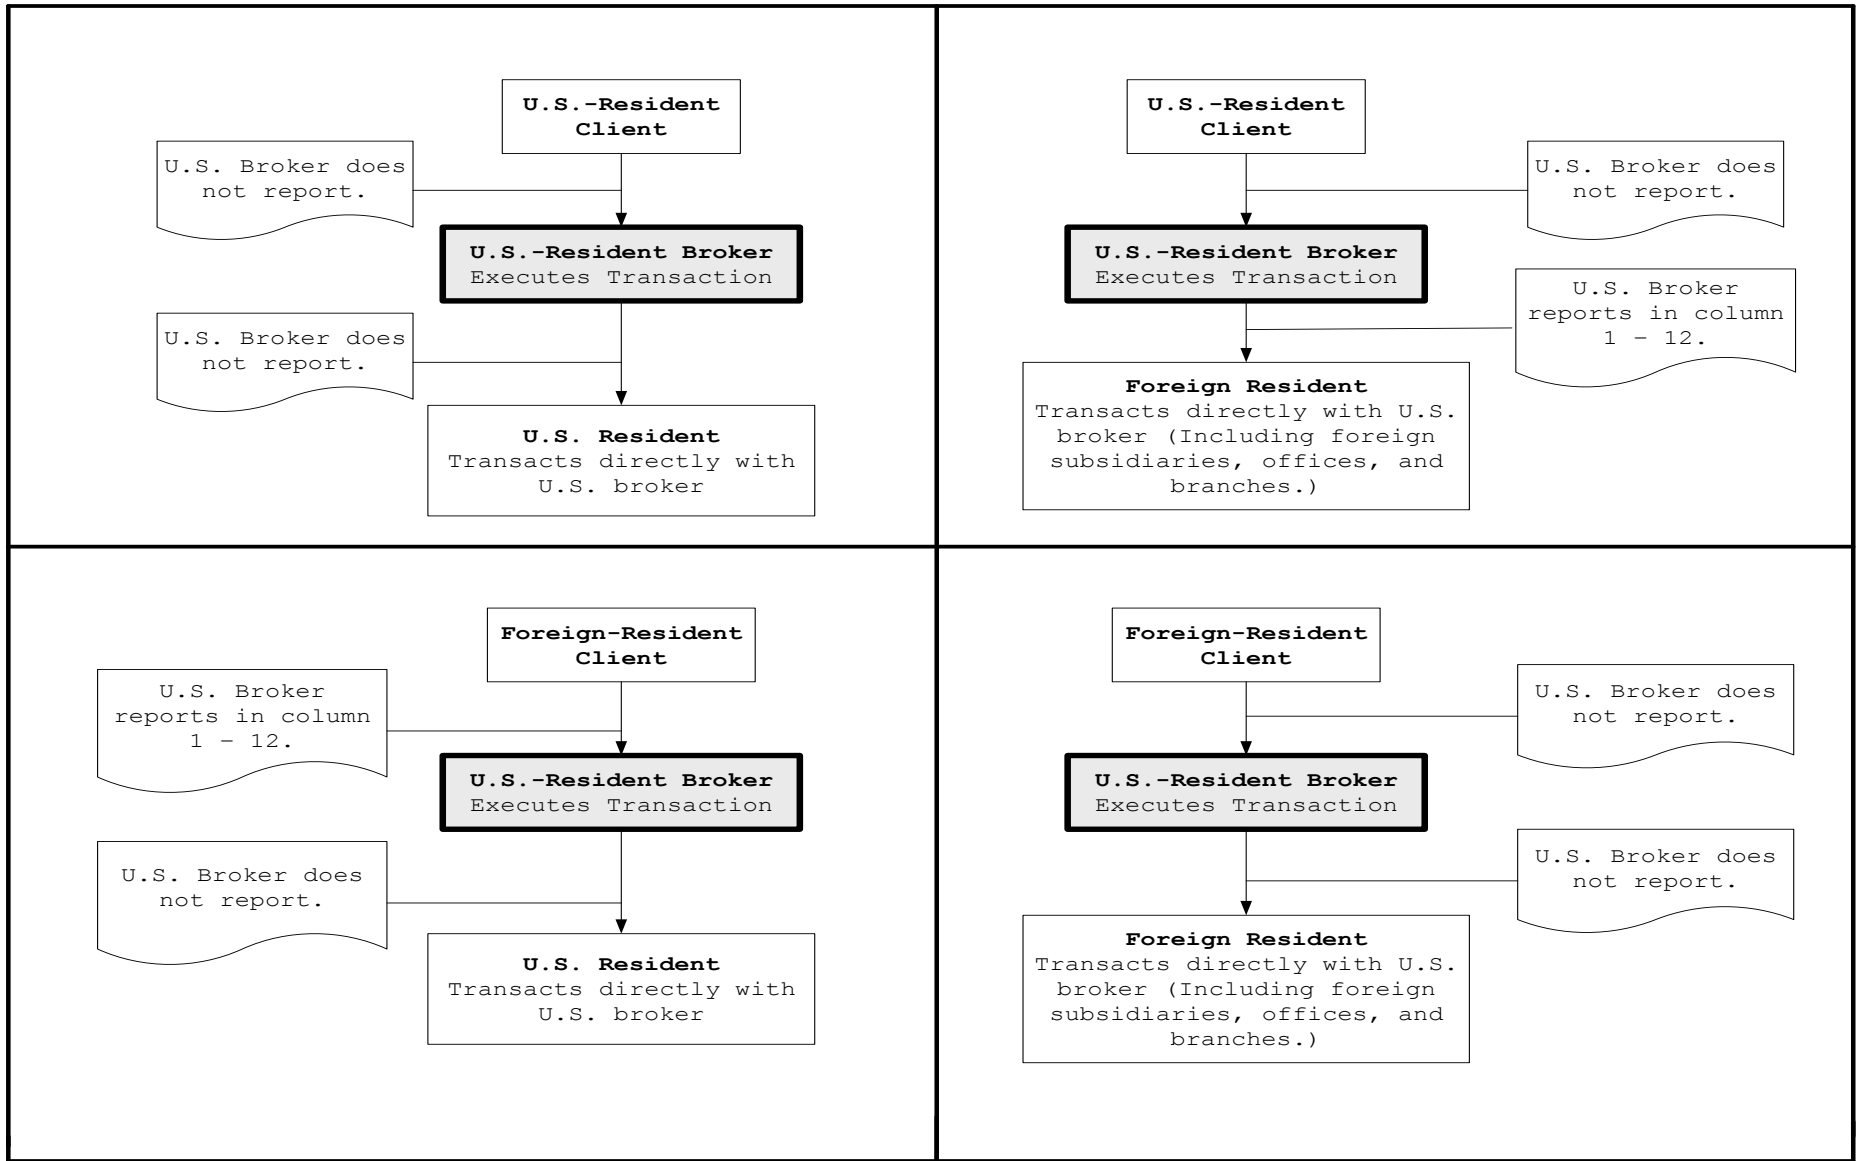 U.S.-Resident
Client
U.S. Broker does
not report.
U.S.-Resident Broker
Executes Transaction
U.S. Broker does
not report.
U.S. Resident
Transacts directly with
U.S. broker
U.S.-Resident
Client
U.S. Broker does
not report.
U.S.-Resident Broker
Executes Transaction
U.S. Broker
reports in column
1 – 12.
Foreign Resident
Transacts directly with U.S.
broker (Including foreign
subsidiaries, offices, and
branches.)
Foreign-Resident
Client
U.S. Broker
reports in column
1 – 12.
U.S.-Resident Broker
Executes Transaction
U.S. Broker does
not report.
U.S. Resident
Transacts directly with
U.S. broker
Foreign-Resident
Client
U.S. Broker does
not report.
U.S.-Resident Broker
Executes Transaction
U.S. Broker does
not report.
Foreign Resident
Transacts directly with U.S.
broker (Including foreign
subsidiaries, offices, and
branches.)